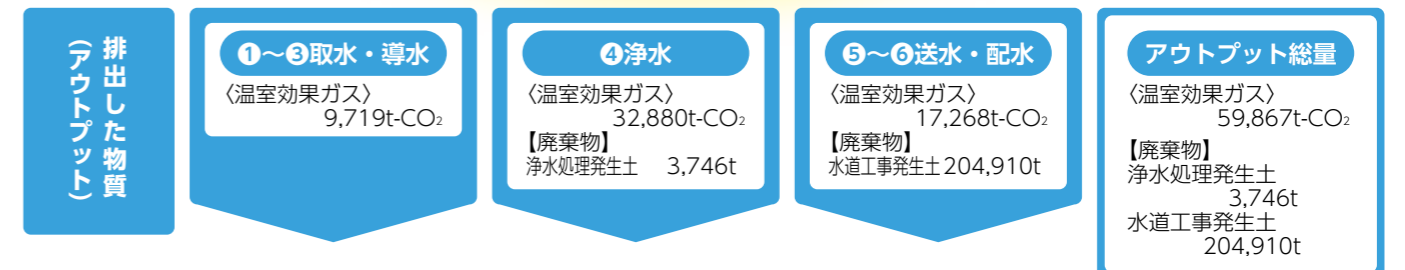 排出した物質
(アウトプット)
❶~❸取水・導水
〈温室効果ガス〉
9,719t-CO₂
❹浄水
〈温室効果ガス〉
32,880t-CO₂
【廃棄物】
浄水処理発生土 3,746t
❺~❻送水・配水
〈温室効果ガス〉
17,268t-CO₂
【廃棄物】
水道工事発生土 204,910t
アウトプット総量
〈温室効果ガス〉
59,867t-CO₂
【廃棄物】
浄水処理発生土
3,746t
水道工事発生土
204,910t